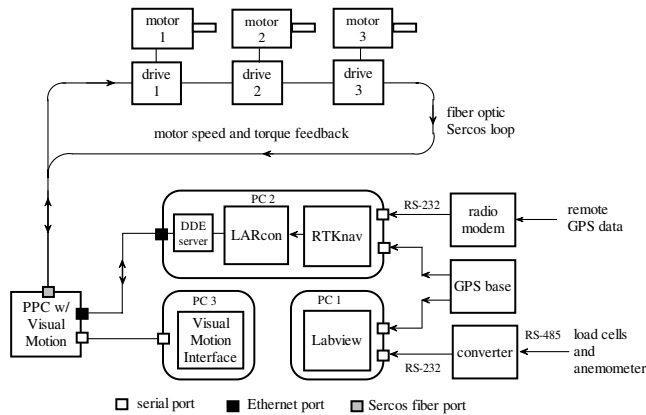 motor
1
motor
2
motor
3
drive
1
drive
2
drive
3
fiber optic
Sercos loop
motor speed and torque feedback
PC 2
DDE
server
LARcon
RTKnav
RS-232
radio
modem
remote
GPS data
GPS base
PPC w/
Visual
Motion
PC 3
Visual
Motion
Interface
PC 1
Labview
RS-232
converter
RS-485
load cells
and
anemometer
serial port
Ethernet port
Sercos fiber port